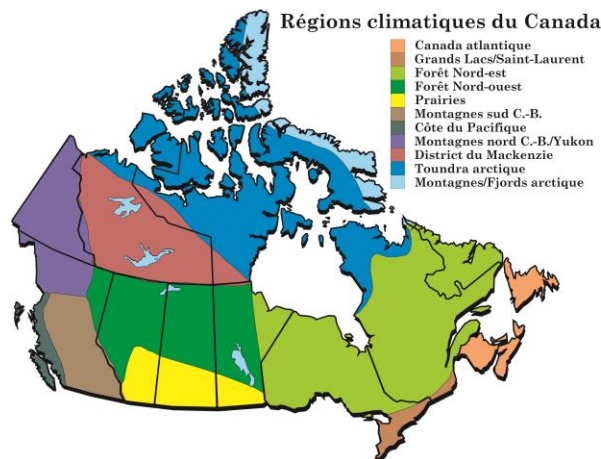 Régions climatiques du Canada
Canada atlantique
Grands Lacs/Saint-Laurent
Forêt Nord-est
Forêt Nord-ouest
Prairies
Montagnes sud C.-B.
Côte du Pacifique
Montagnes nord C.-B./Yukon
District du Mackenzie
Toundra arctique
Montagnes/Fjords arctique